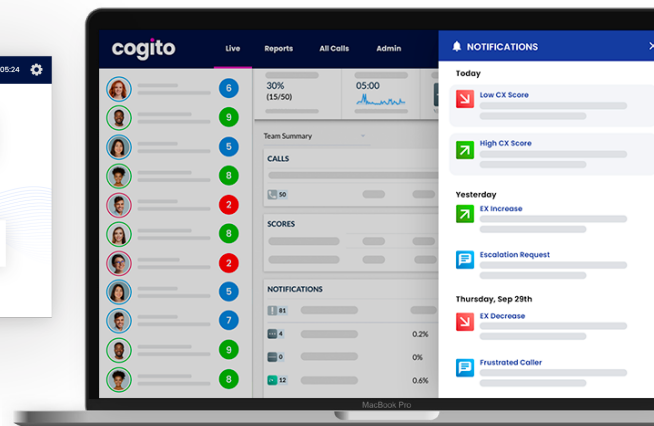 05:24
cogito
Live Reports All Calls Admin
NOTIFICATIONS
Today
Low CX Score
High CX Score
Yesterday
EX Increase
Escalation Request
Thursday, Sep 29th
EX Decrease
Frustrated Caller
6
9
5
8
2
8
2
5
7
9
8
30%
(15/50)
05:00
Team Summary
CALLS
50
SCORES
NOTIFICATIONS
81
4 0.2%
0 0%
12 0.6%
MacBook Pro